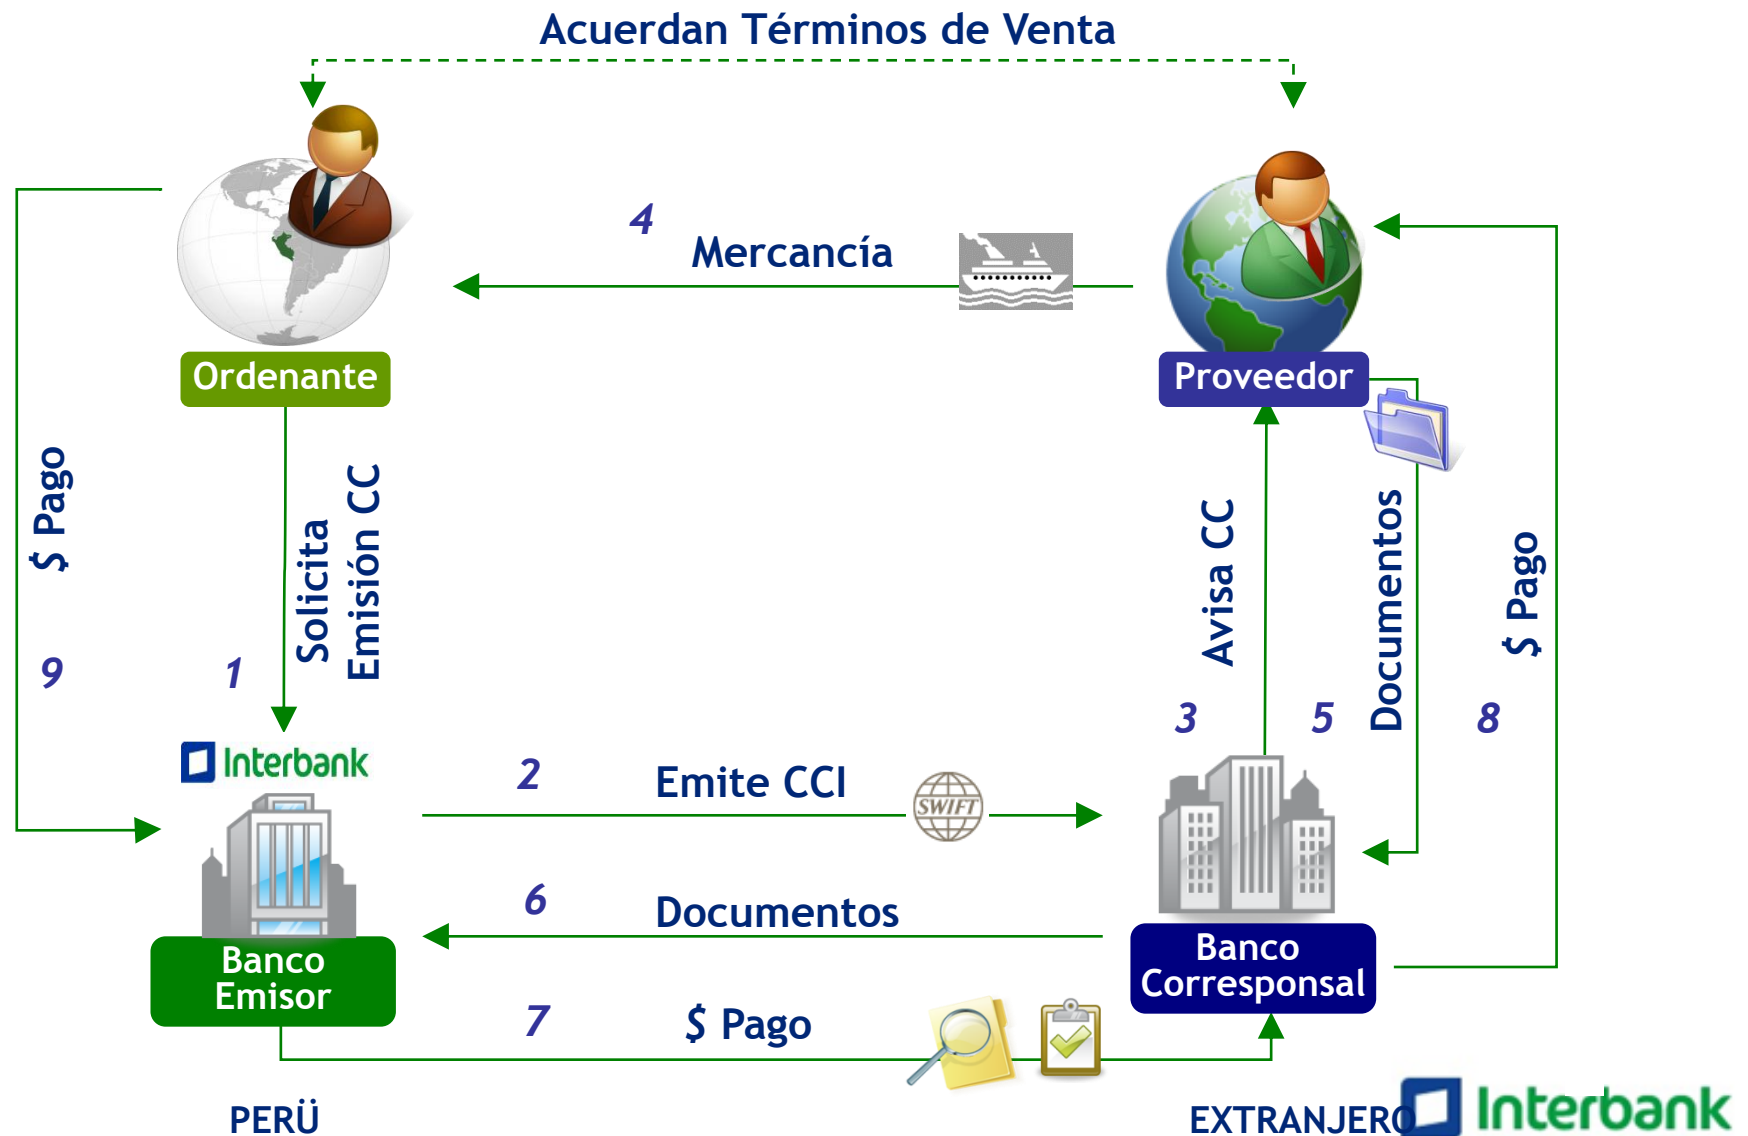 Acuerdan Términos de Venta
4
Mercancía
Ordenante
Proveedor
$ Pago
9
Solicita
Emisión CC
1
Avisa CC
3
Documentos
5
$ Pago
8
Interbank
2
Emite CCI
SWIFT
6
Documentos
Banco
Emisor
Banco
Corresponsal
7
$ Pago
PERÜ
EXTRANJERO
Interbank